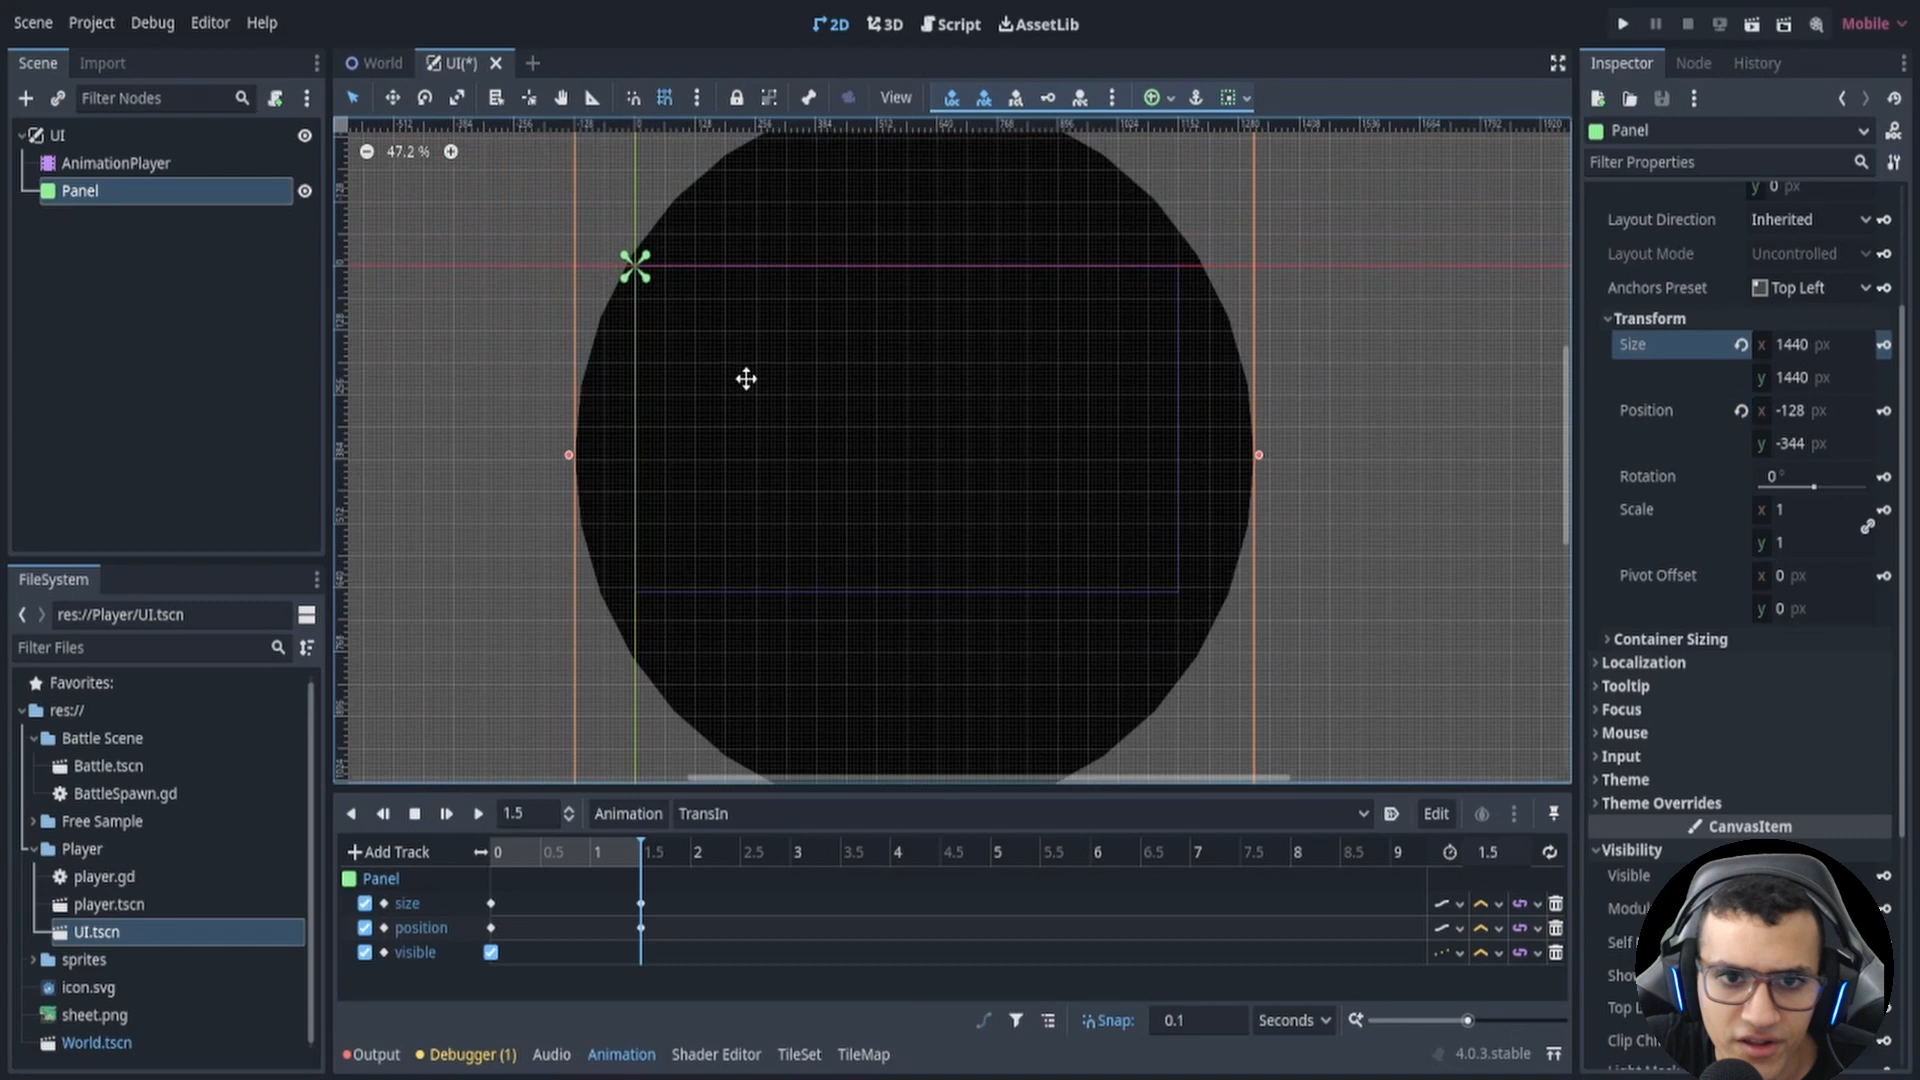 Scene Project Debug Editor Help
2D 3D Script AssetLib
Mobile
Scene Import
World UI(*)
Inspector Node History
Filter Nodes
View
UI
AnimationPlayer
Panel
47.2 %
Panel
Filter Properties
y 0 px
Layout Direction Inherited
Layout Mode Uncontrolled
Anchors Preset Top Left
Transform
Size x 1440 px
y 1440 px
Position x -128 px
y -344 px
Rotation 0 °
Scale x 1
y 1
Pivot Offset x 0 px
y 0 px
Container Sizing
Localization
Tooltip
Focus
Mouse
Input
Theme
Theme Overrides
CanvasItem
Visibility
Visible
Modul
Self
Sho
Top L
Clip Ch
FileSystem
res://Player/UI.tscn
Filter Files
Favorites:
res://
Battle Scene
Battle.tscn
BattleSpawn.gd
Free Sample
Player
player.gd
player.tscn
UI.tscn
sprites
icon.svg
sheet.png
World.tscn
1.5 Animation TransIn Edit
Add Track 0 0.5 1 1.5 2 2.5 3 3.5 4 4.5 5 5.5 6 6.5 7 7.5 8 8.5 9 1.5
Panel
size
position
visible
Snap: 0.1 Seconds
Output Debugger (1) Audio Animation Shader Editor TileSet TileMap 4.0.3.stable